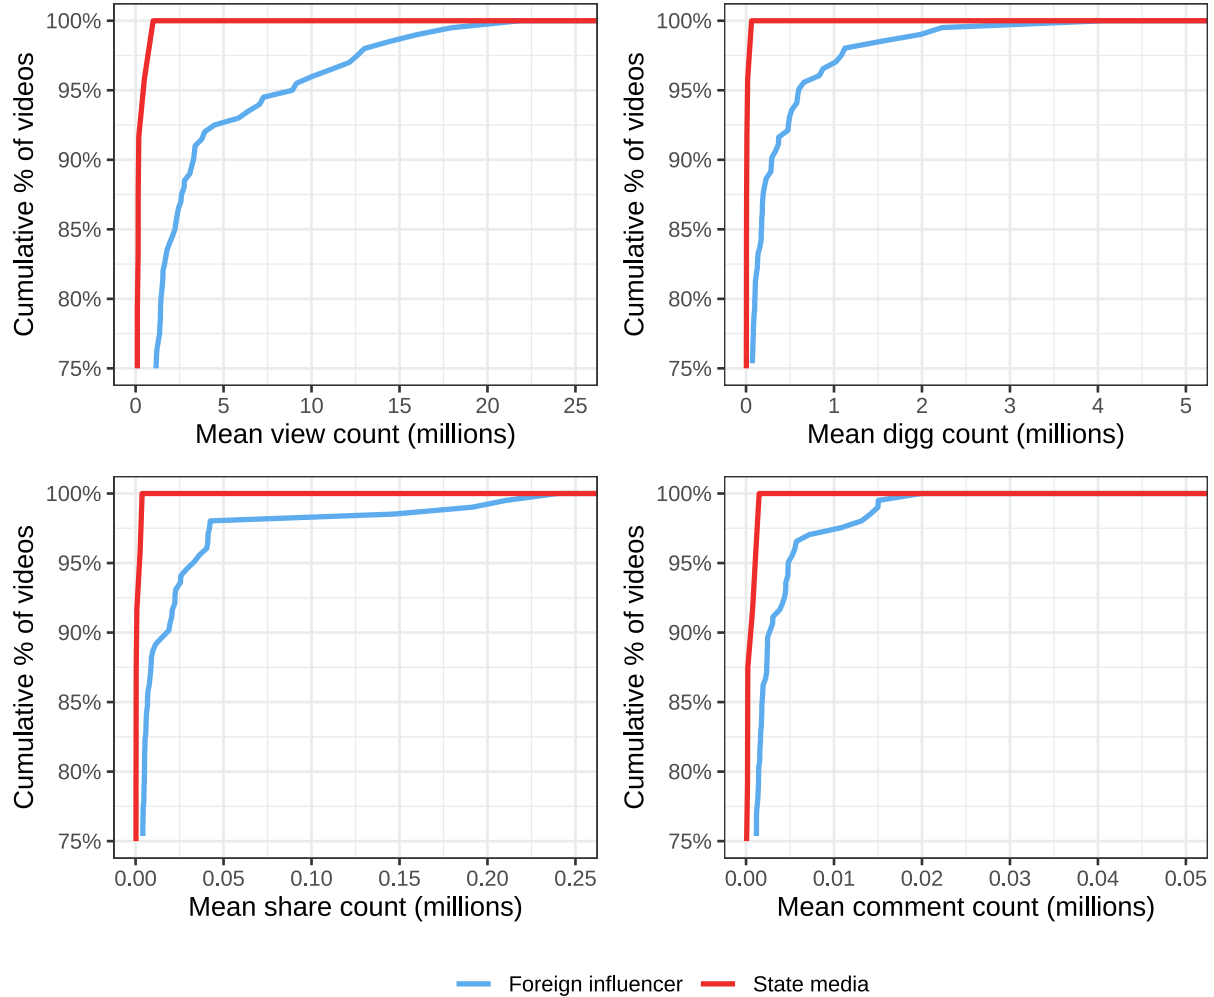 100%
95%
90%
85%
80%
75%
Cumulative % of videos
0 5 10 15 20 25
Mean view count (millions)
100%
95%
90%
85%
80%
75%
Cumulative % of videos
0 1 2 3 4 5
Mean digg count (millions)
100%
95%
90%
85%
80%
75%
Cumulative % of videos
0.00 0.05 0.10 0.15 0.20 0.25
Mean share count (millions)
100%
95%
90%
85%
80%
75%
Cumulative % of videos
0.00 0.01 0.02 0.03 0.04 0.05
Mean comment count (millions)
Foreign influencer State media